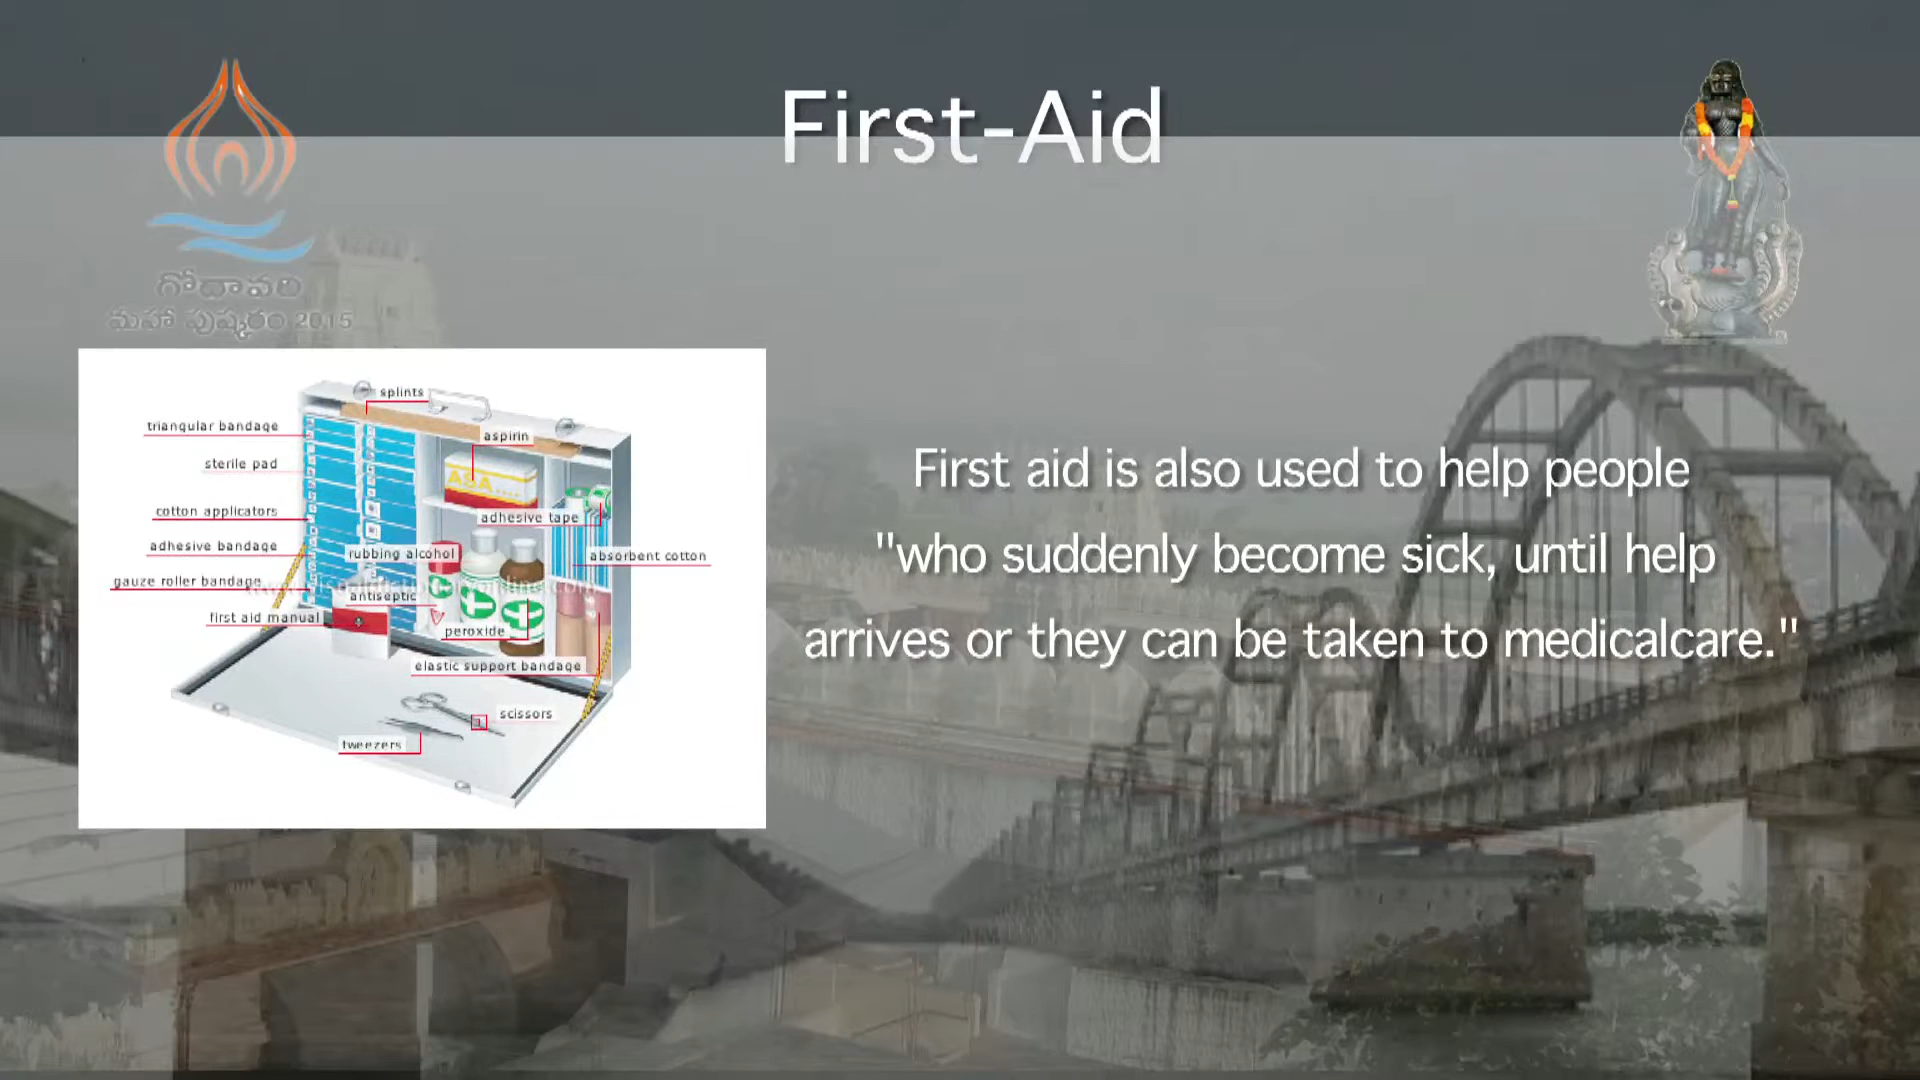 First-Aid
గోదావరి
మహా పుష్కరం 2015
splints
triangular bandage
aspirin
sterile pad
ASA
cotton applicators
adhesive tape
adhesive bandage
rubbing alcohol
absorbent cotton
gauze roller bandage
antiseptic
first aid manual
peroxide
elastic support bandage
scissors
tweezers
First aid is also used to help people
"who suddenly become sick, until help
arrives or they can be taken to medicalcare."